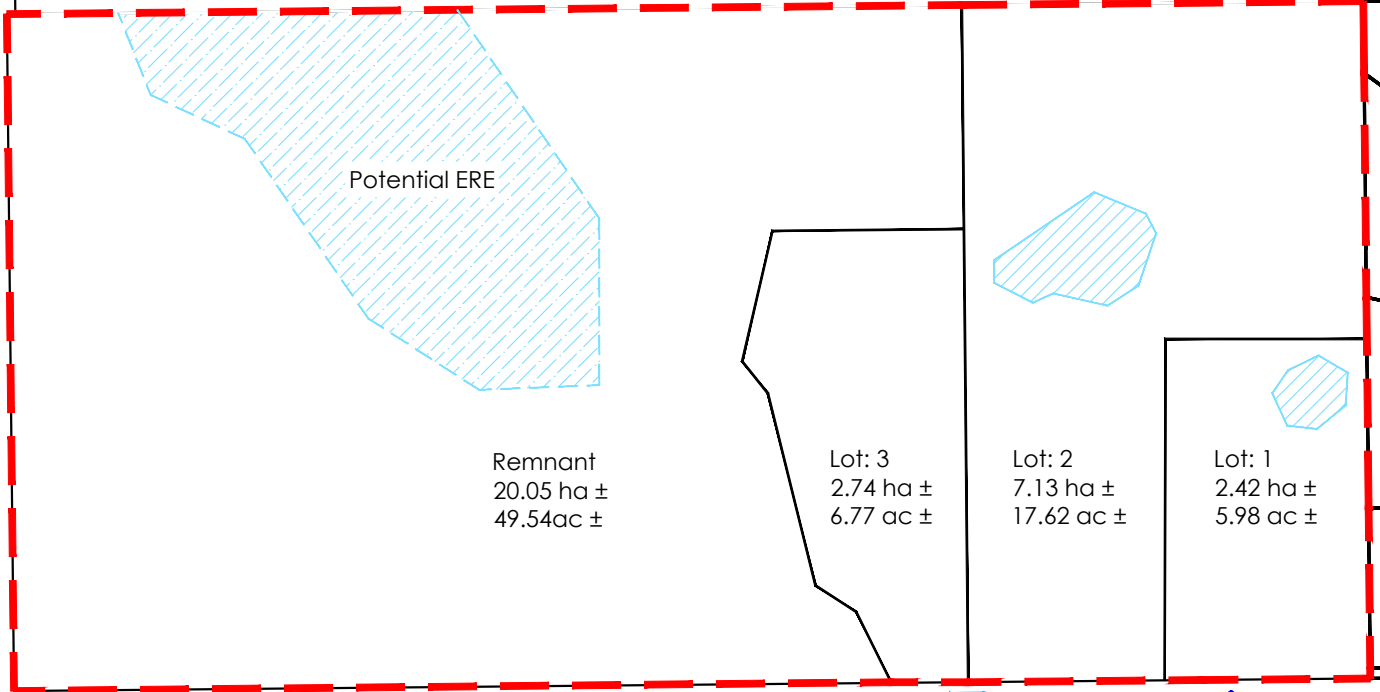 Potential ERE
Remnant
20.05 ha ±
49.54ac ±
Lot: 3
2.74 ha ±
6.77 ac ±
Lot: 2
7.13 ha ±
17.62 ac ±
Lot: 1
2.42 ha ±
5.98 ac ±